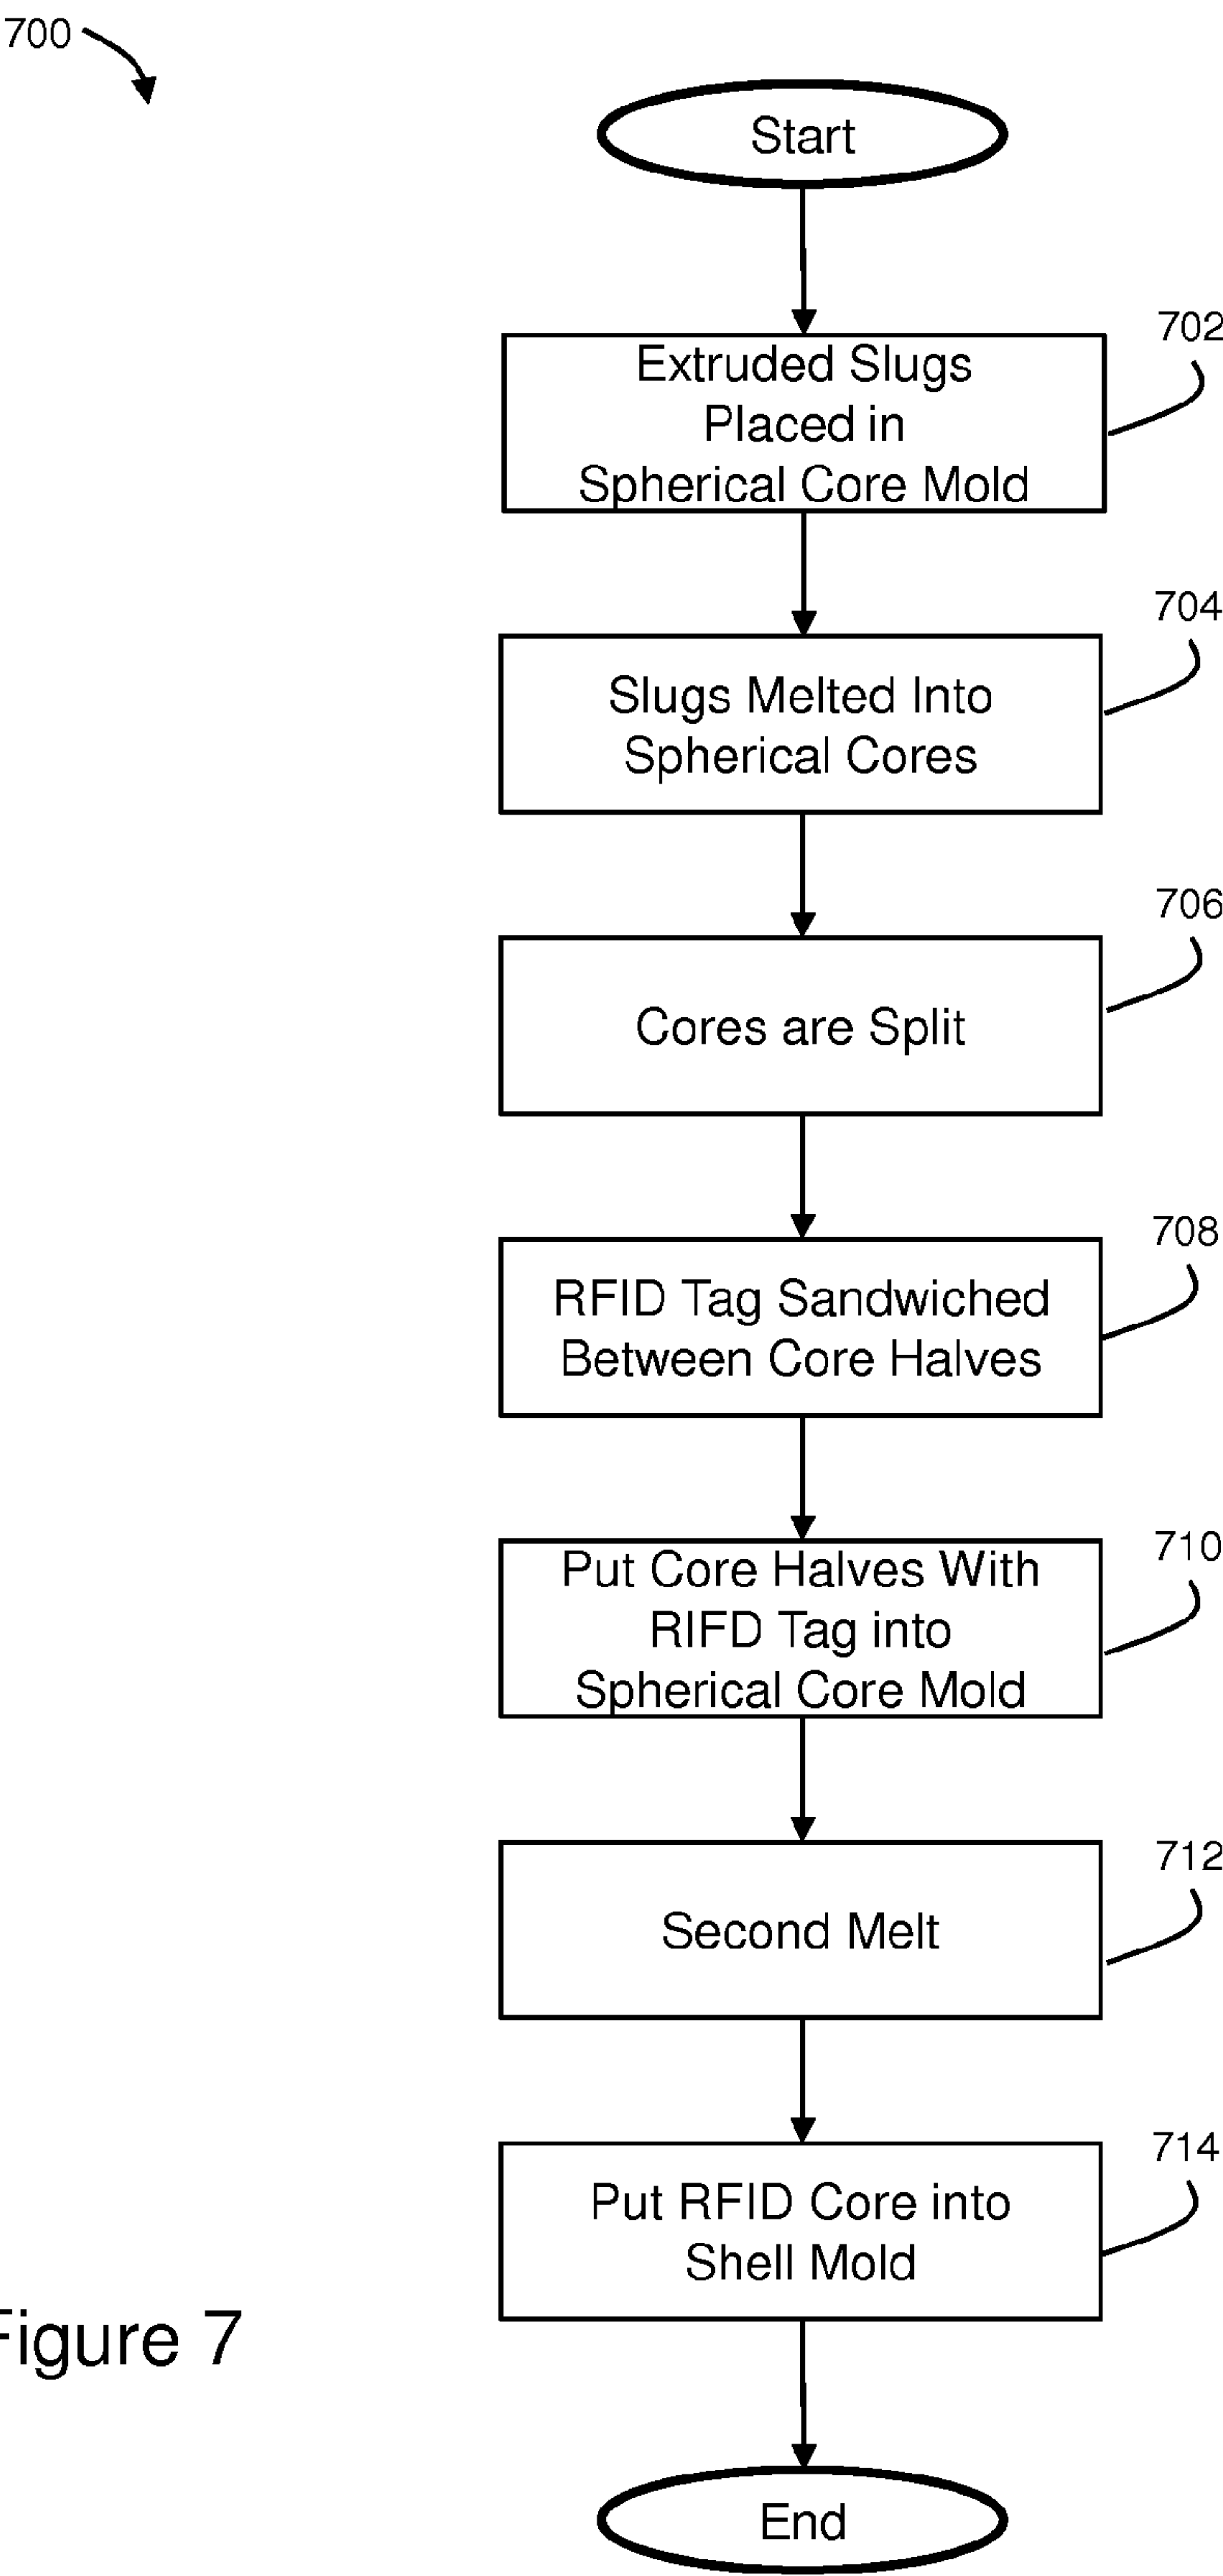 700
Start
702
Extruded Slugs
Placed in
Spherical Core Mold
704
Slugs Melted Into
Spherical Cores
706
Cores are Split
708
RFID Tag Sandwiched
Between Core Halves
710
Put Core Halves With
RIFD Tag into
Spherical Core Mold
712
Second Melt
714
Put RFID Core into
Shell Mold
Figure 7
End